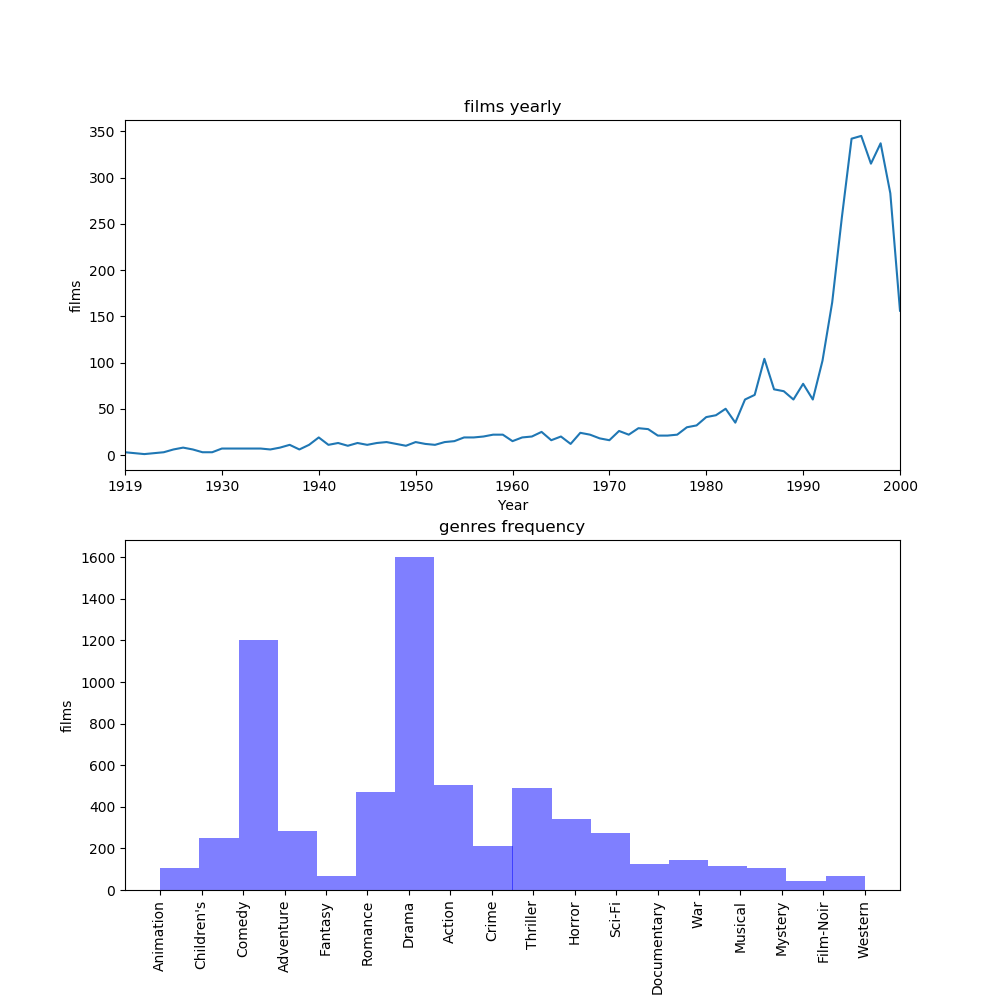 films yearly
350
300
250
200
150
100
50
0
films
1919 1930 1940 1950 1960 1970 1980 1990 2000
Year
genres frequency
1600
1400
1200
1000
800
600
400
200
0
films
Animation Children's Comedy Adventure Fantasy Romance Drama Action Crime Thriller Horror Sci-Fi Documentary War Musical Mystery Film-Noir Western